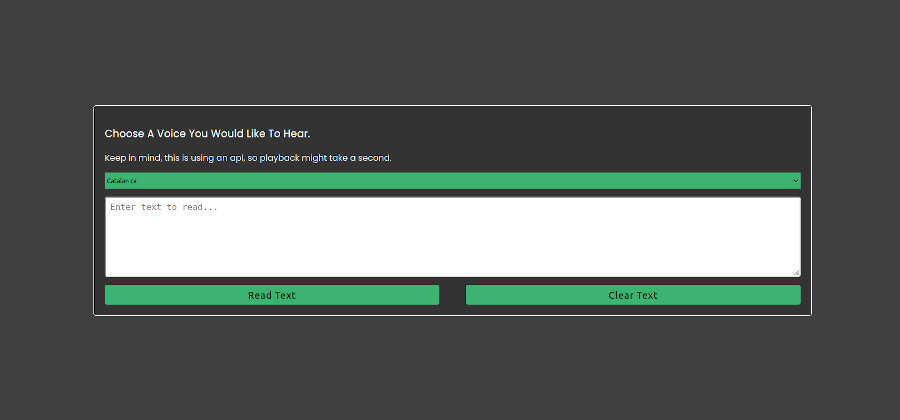 Choose A Voice You Would Like To Hear.
Keep in mind, this is using an api, so playback might take a second.
Catalan ca
Enter text to read...
Read Text
Clear Text